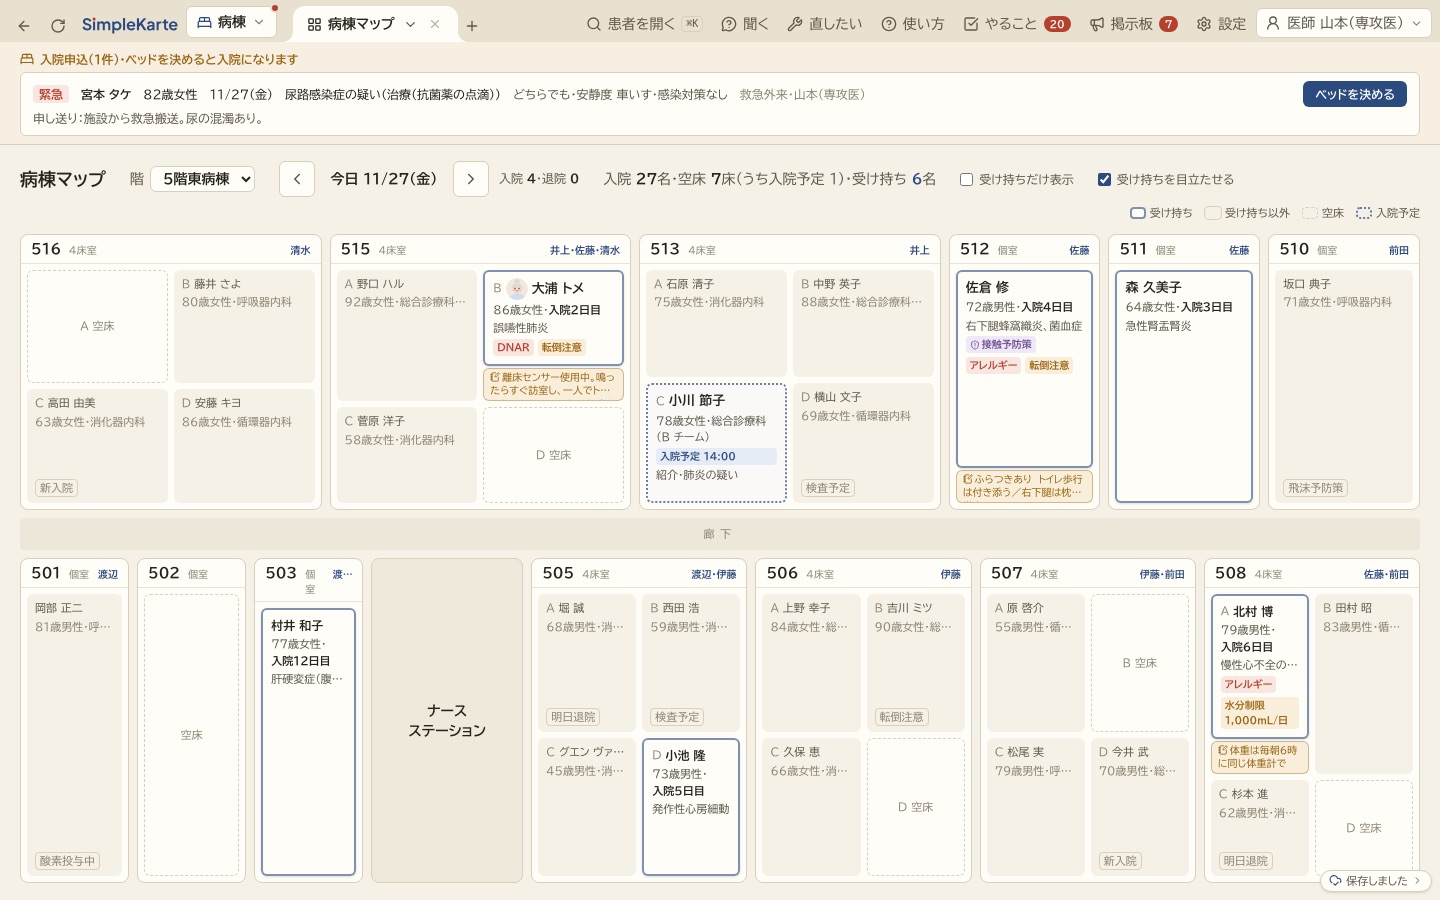 SimpleKarte 病棟 病棟マップ 患者を開く ⌘K 聞く 直したい 使い方 やること 20 掲示板 7 設定 医師 山本(専攻医)
入院申込(1件)・ベッドを決めると入院になります
緊急 宮本 タケ 82歳女性 11/27(金) 尿路感染症の疑い(治療(抗菌薬の点滴)) どちらでも・安静度 車いす・感染対策なし 救急外来・山本(専攻医) ベッドを決める
申し送り:施設から救急搬送。尿の混濁あり。
病棟マップ 階 5階東病棟 今日 11/27(金) 入院 4・退院 0 入院 27名・空床 7床(うち入院予定 1)・受け持ち 6名 受け持ちだけ表示 受け持ちを目立たせる
受け持ち 受け持ち以外 空床 入院予定
516 4床室 清水
A 空床
B 藤井 さよ
80歳女性・呼吸器内科
C 高田 由美
63歳女性・消化器内科
新入院
D 安藤 キヨ
86歳女性・循環器内科
515 4床室 井上・佐藤・清水
A 野口 ハル
92歳女性・総合診療科…
B 大浦 トメ
86歳女性・入院2日目
誤嚥性肺炎
DNAR 転倒注意
離床センサー使用中。鳴っ
たらすぐ訪室し、一人でト…
C 菅原 洋子
58歳女性・消化器内科
D 空床
513 4床室 井上
A 石原 清子
75歳女性・消化器内科
B 中野 英子
88歳女性・総合診療科…
C 小川 節子
78歳女性・総合診療科
(B チーム)
入院予定 14:00
紹介・肺炎の疑い
D 横山 文子
69歳女性・循環器内科
検査予定
512 個室 佐藤
佐倉 修
72歳男性・入院4日目
右下腿蜂窩織炎、菌血症
接触予防策
アレルギー 転倒注意
ふらつきあり トイレ歩行
は付き添う／右下腿は枕…
511 個室 佐藤
森 久美子
64歳女性・入院3日目
急性腎盂腎炎
510 個室 前田
坂口 典子
71歳女性・呼吸器内科
飛沫予防策
廊 下
501 個室 渡辺
岡部 正二
81歳男性・呼…
酸素投与中
502 個室
空床
503 個室 渡…
村井 和子
77歳女性・
入院12日目
肝硬変症(腹…
ナース
ステーション
505 4床室 渡辺・伊藤
A 堀 誠
68歳男性・消…
明日退院
B 西田 浩
59歳男性・消…
検査予定
C グエン ヴァ…
45歳男性・消…
D 小池 隆
73歳男性・
入院5日目
発作性心房細動
506 4床室 伊藤
A 上野 幸子
84歳女性・総…
B 吉川 ミツ
90歳女性・総…
転倒注意
C 久保 恵
66歳女性・消…
D 空床
507 4床室 伊藤・前田
A 原 啓介
55歳男性・循…
B 空床
C 松尾 実
79歳男性・呼…
D 今井 武
70歳男性・総…
新入院
508 4床室 佐藤・前田
A 北村 博
79歳男性・
入院6日目
慢性心不全の…
アレルギー
水分制限
1,000mL/日
体重は毎朝6時
に同じ体重計で
B 田村 昭
83歳男性・循…
C 杉本 進
62歳男性・消…
明日退院
D 空床
保存しました